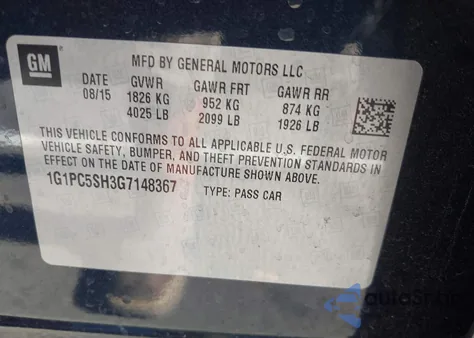 GM
MFD BY GENERAL MOTORS LLC
DATE GVWR GAWR FRT GAWR RR
08/15 1826 KG 952 KG 874 KG
4025 LB 2099 LB 1926 LB
THIS VEHICLE CONFORMS TO ALL APPLICABLE U.S. FEDERAL MOTOR
VEHICLE SAFETY, BUMPER, AND THEFT PREVENTION STANDARDS IN
EFFECT ON THE DATE OF MANUFACTURE SHOWN ABOVE.
1G1PC5SH3G7148367 TYPE: PASS CAR